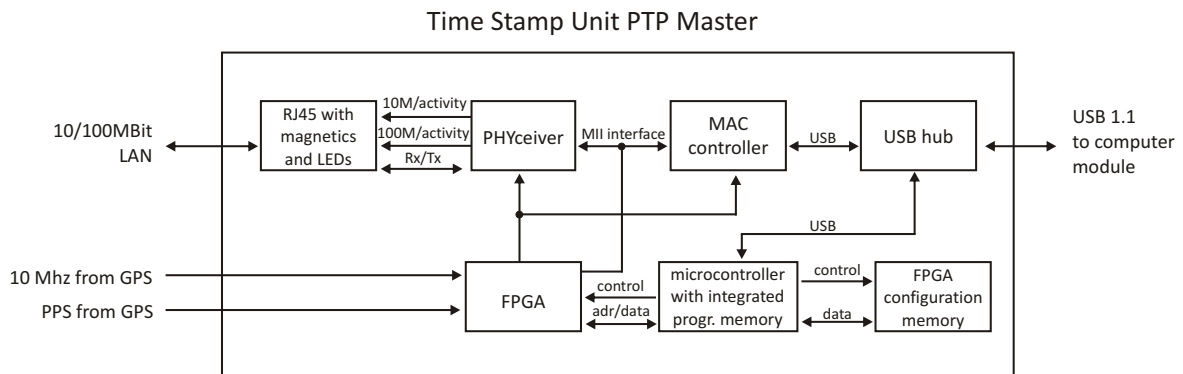 Time Stamp Unit PTP Master
10/100MBit
LAN
RJ45 with
magnetics
and LEDs
10M/activity
100M/activity
Rx/Tx
PHYceiver
MII interface
MAC
controller
USB
USB hub
USB 1.1
to computer
module
USB
10 Mhz from GPS
PPS from GPS
FPGA
control
adr/data
microcontroller
with integrated
progr. memory
control
data
FPGA
configuration
memory